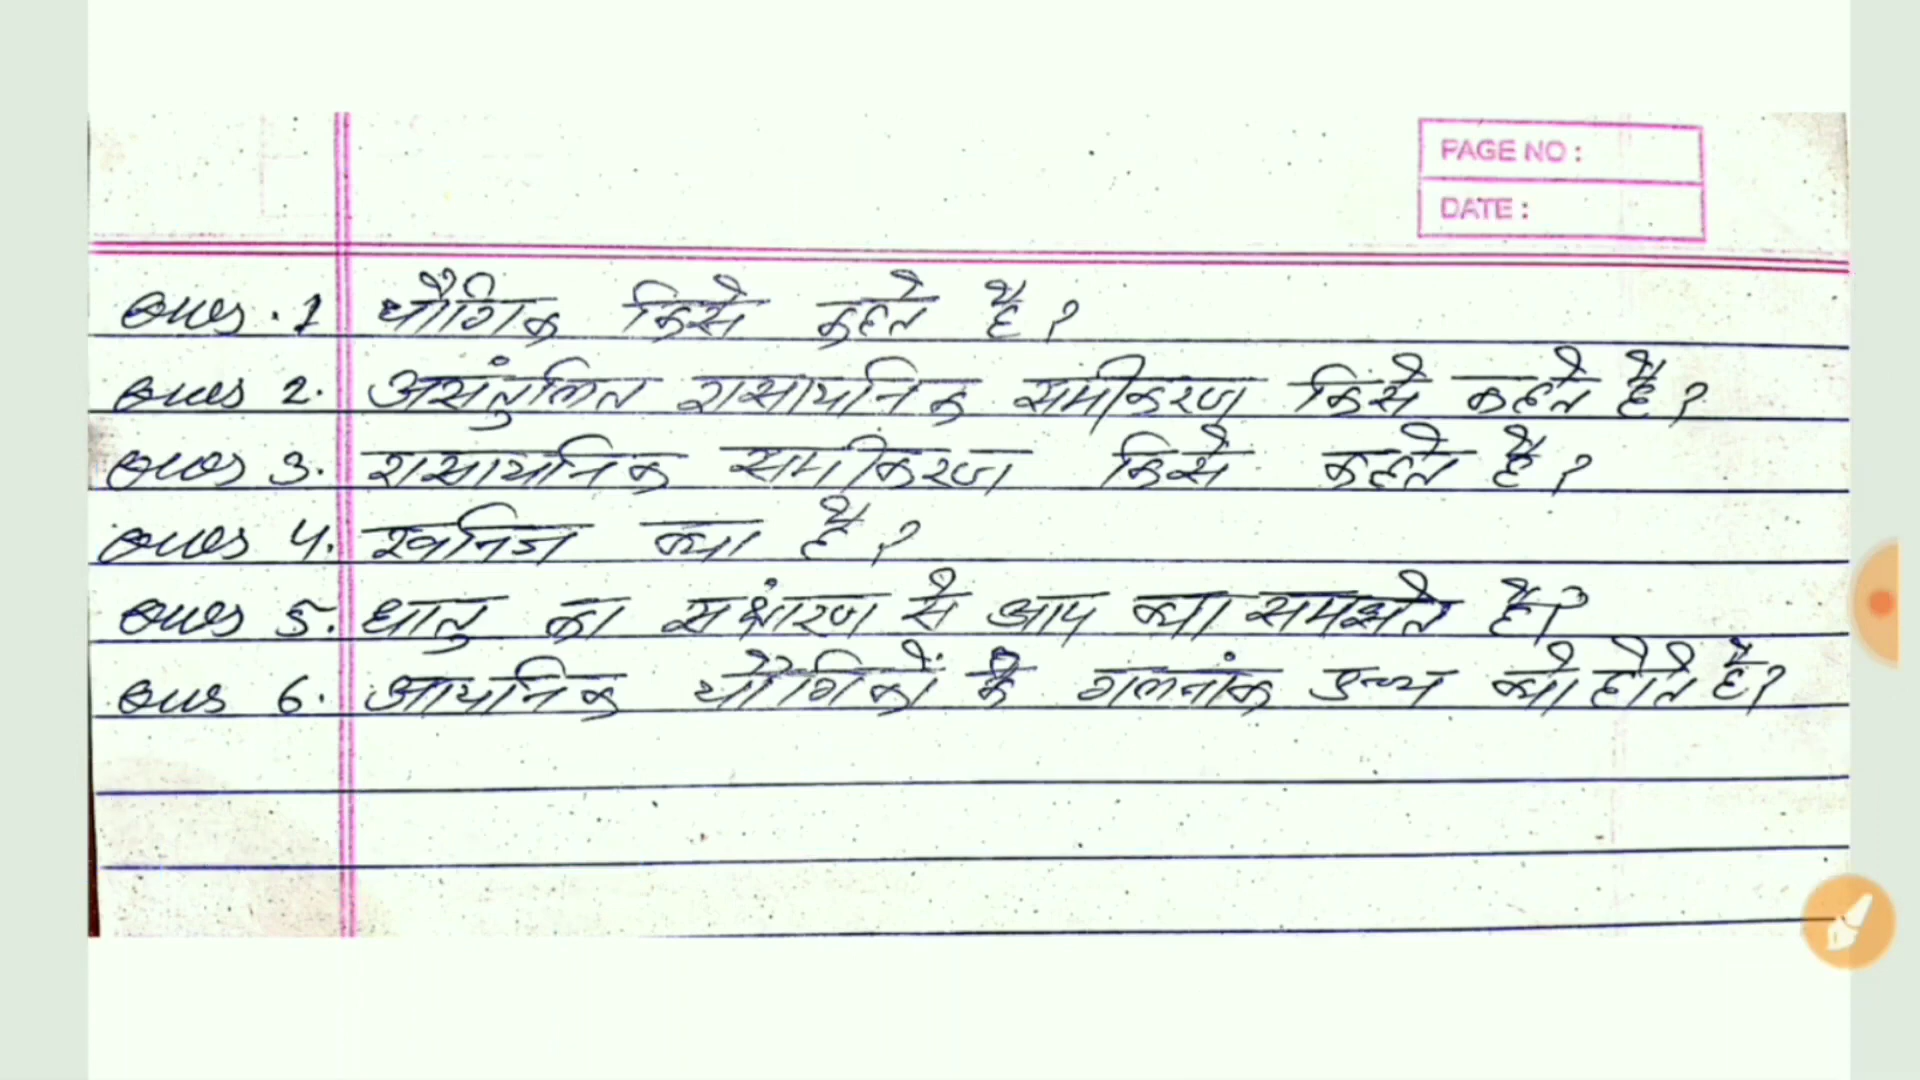 PAGE NO :
DATE :
Ques . 1 यौगिक किसे कहते है ?
Ques 2. असंतुलित रासायनिक समीकरण किसे कहते है ?
Ques 3. रासायनिक समीकरण किसे कहते है ?
Ques 4. खनिज क्या है ?
Ques 5. धातु का संक्षारण से आप क्या समझते है ?
Ques 6. आयनिक यौगिकों के गलनांक उच्च क्यो होते है ?